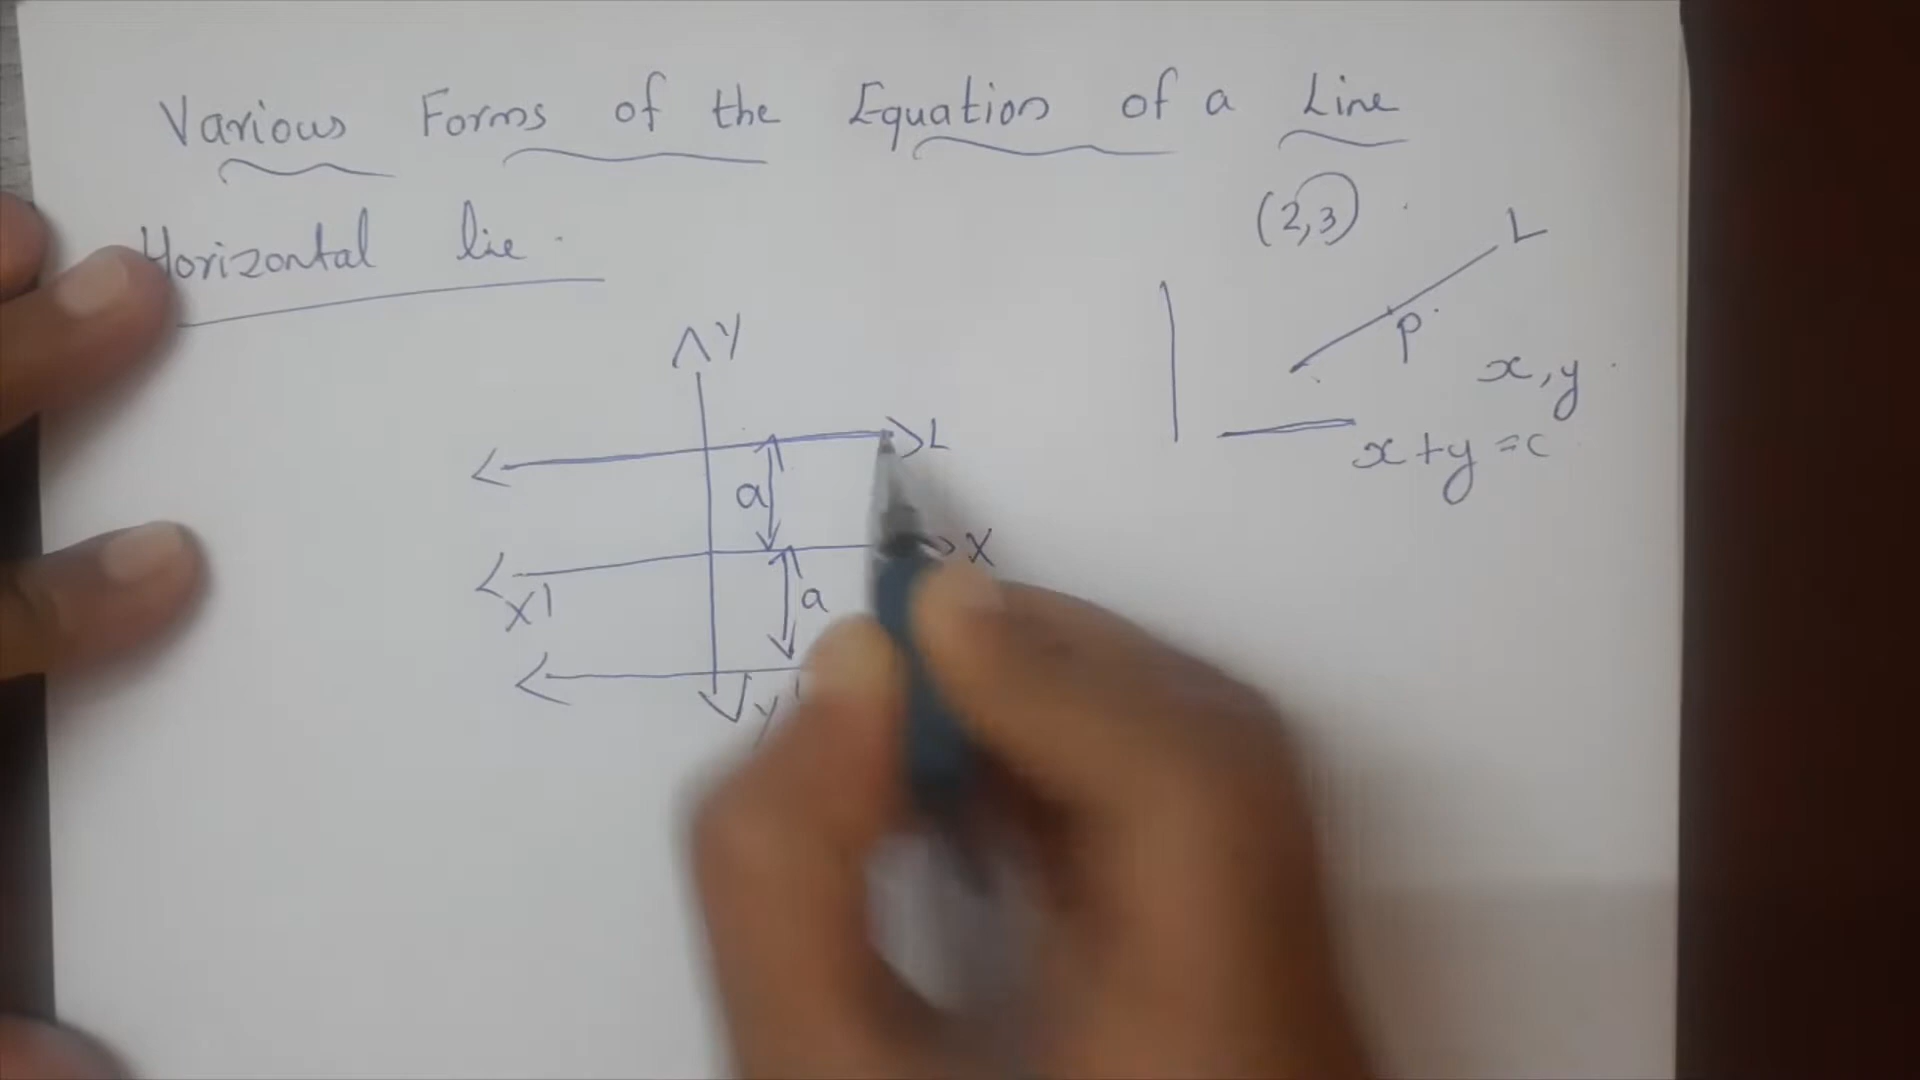 Various Forms of the Equation of a Line
Horizontal lie .
(2,3)
L
P
x, y
x + y = c
Y
L
a
X
X'
a
Y'